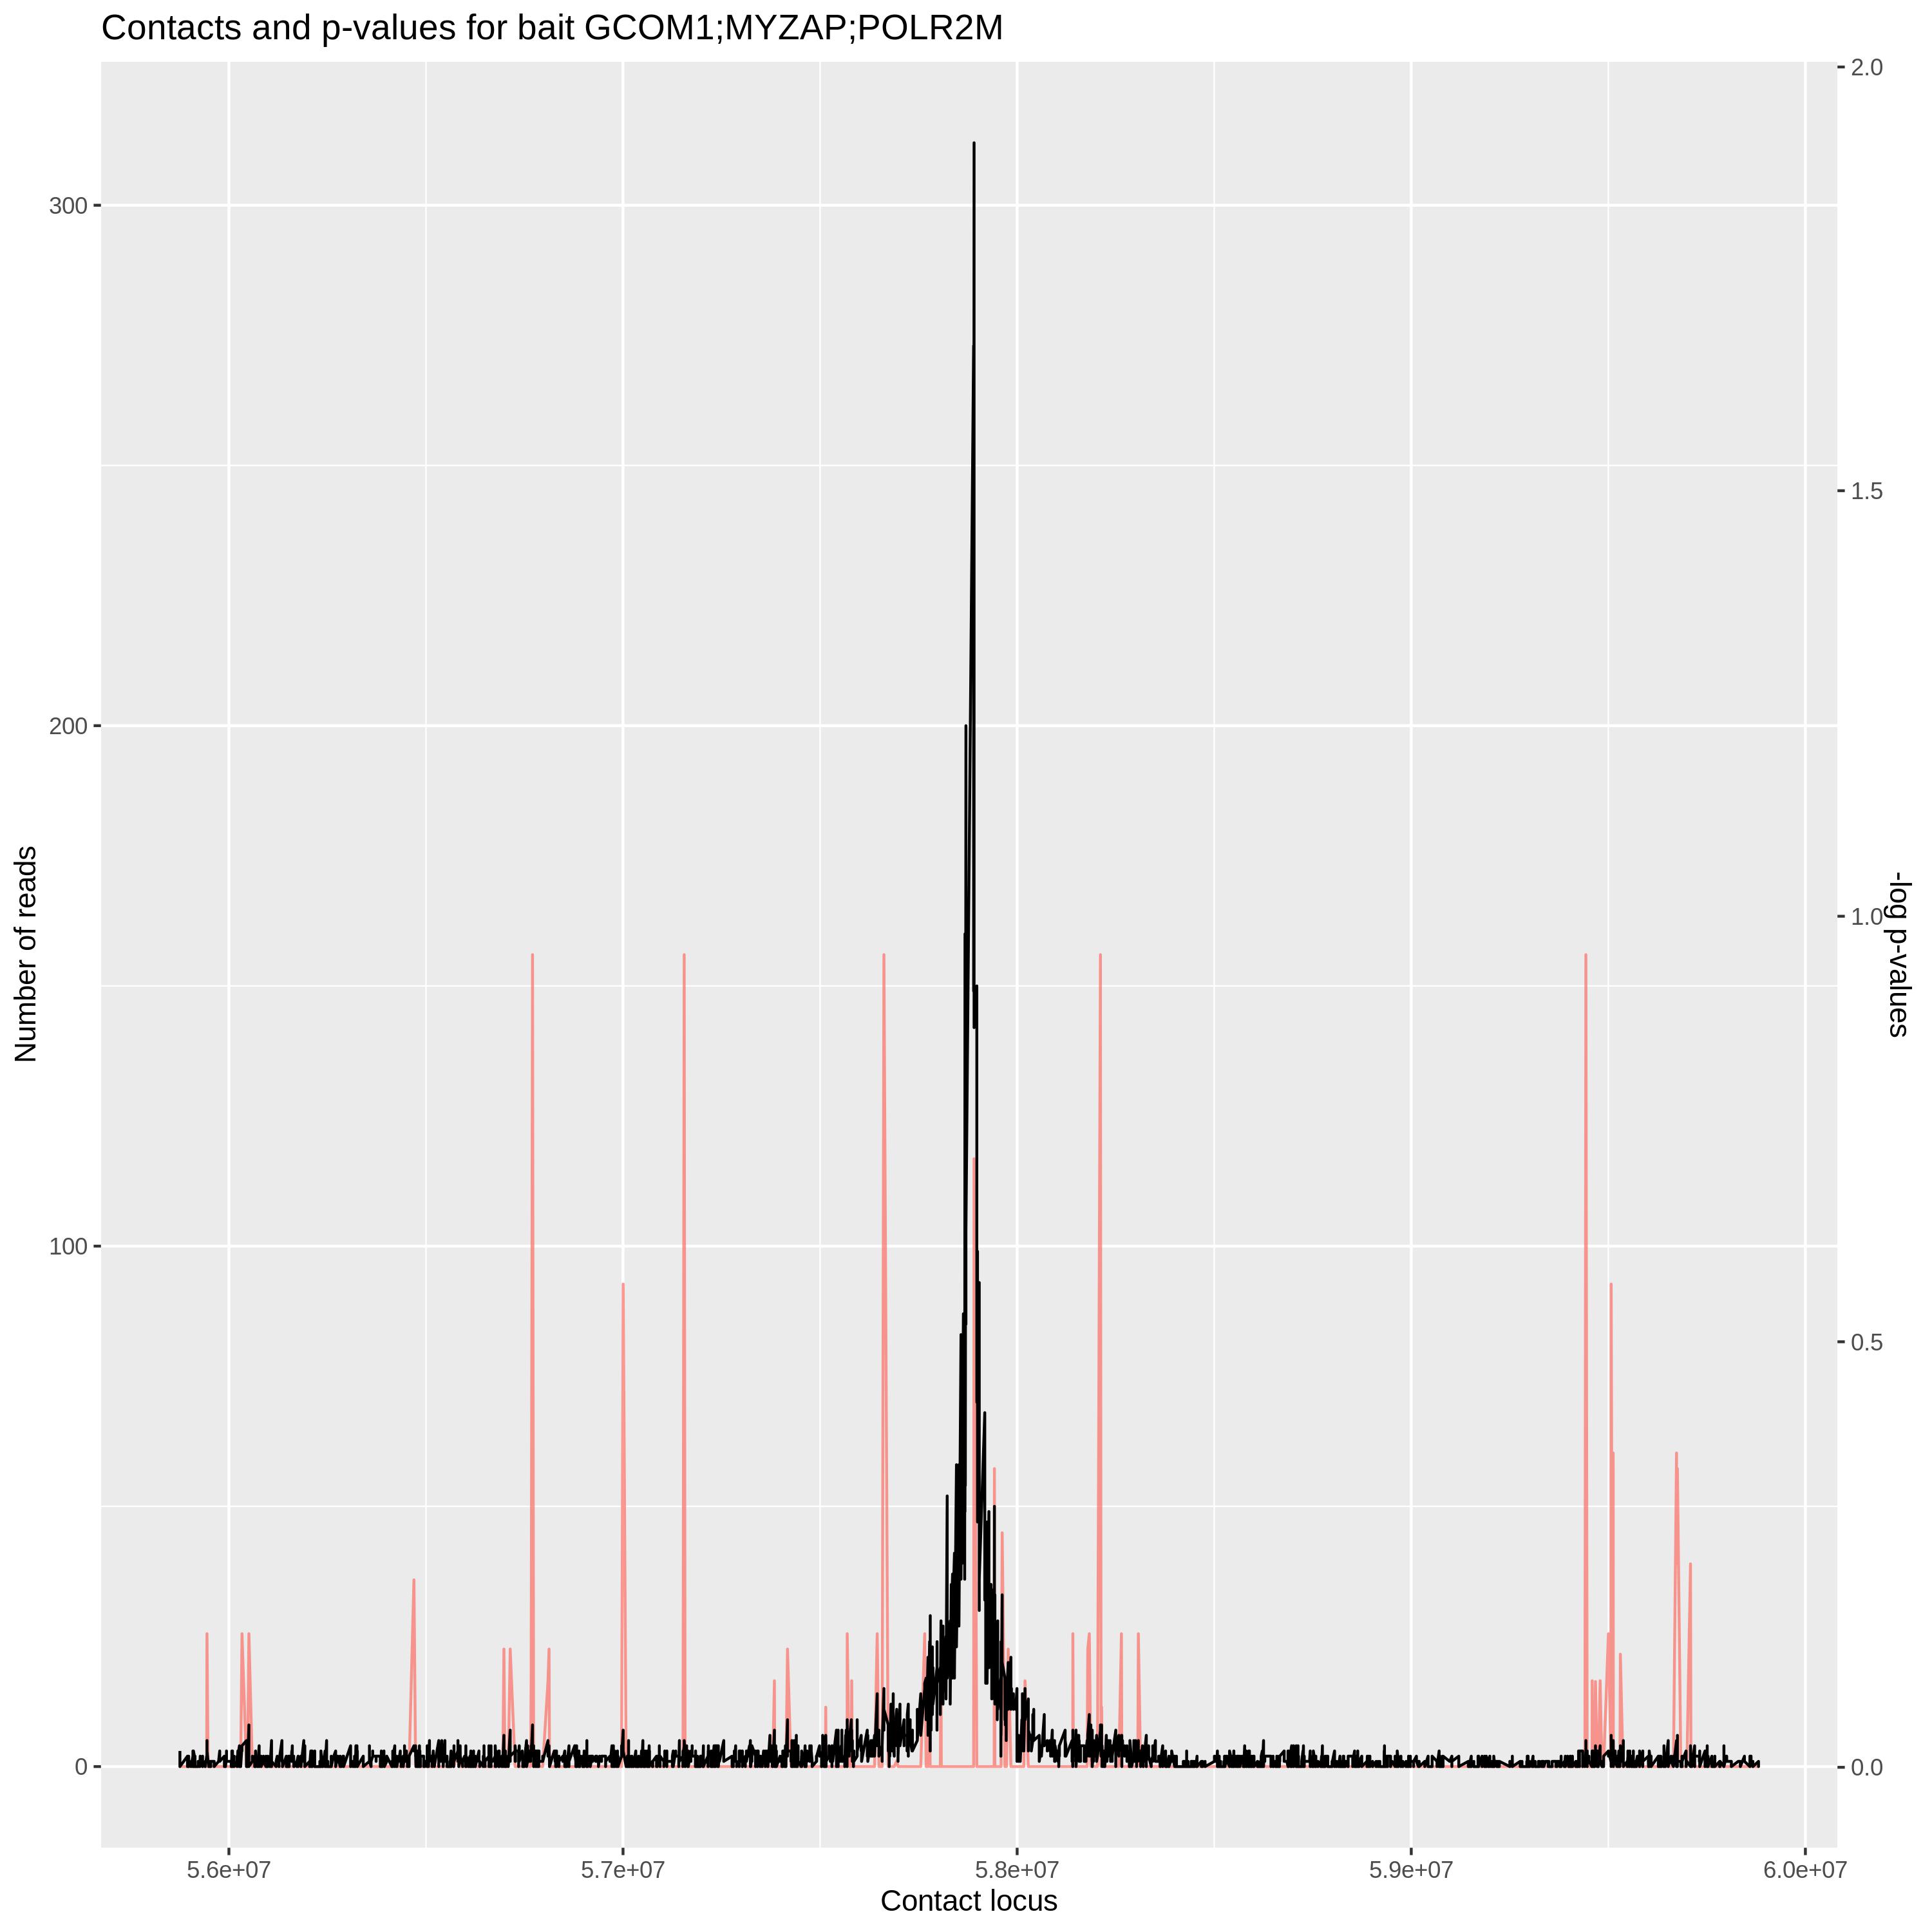 Contacts and p-values for bait GCOM1;MYZAP;POLR2M
Number of reads
300
200
100
0
2.0
1.5
1.0
0.5
0.0
-log p-values
5.6e+07 5.7e+07 5.8e+07 5.9e+07 6.0e+07
Contact locus